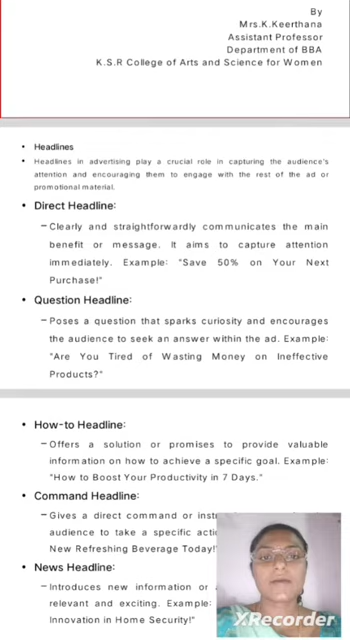 By
Mrs.K.Keerthana
Assistant Professor
Department of BBA
K.S.R College of Arts and Science for Women
• Headlines
• Headlines in advertising play a crucial role in capturing the audience's
attention and encouraging them to engage with the rest of the ad or
promotional material.
• Direct Headline:
– Clearly and straightforwardly communicates the main
benefit or message. It aims to capture attention
immediately. Example: "Save 50% on Your Next
Purchase!"
• Question Headline:
– Poses a question that sparks curiosity and encourages
the audience to seek an answer within the ad. Example:
"Are You Tired of Wasting Money on Ineffective
Products?"
• How-to Headline:
– Offers a solution or promises to provide valuable
information on how to achieve a specific goal. Example:
"How to Boost Your Productivity in 7 Days."
• Command Headline:
– Gives a direct command or
audience to take a specific
New Refreshing Beverage Today!
• News Headline:
– Introduces new information or
relevant and exciting. Example:
Innovation in Home Security!"
XRecorder